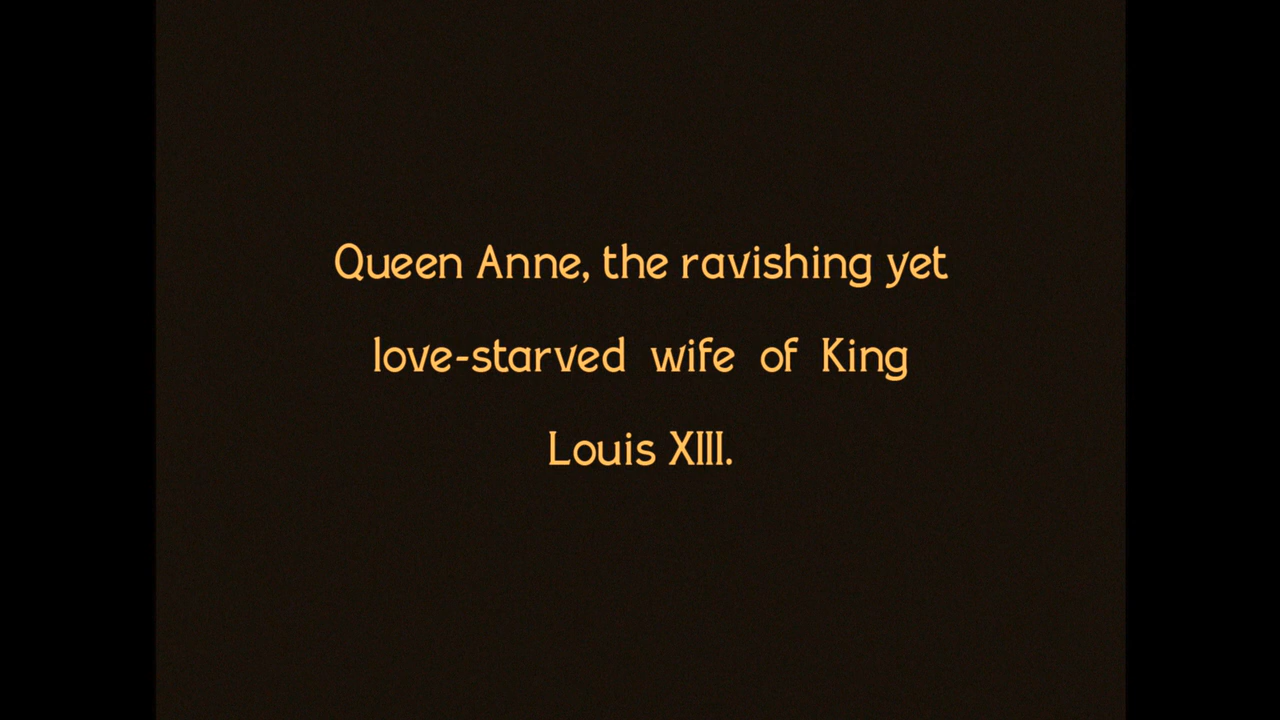 Queen Anne, the ravishing yet
love-starved wife of King
Louis XIII.